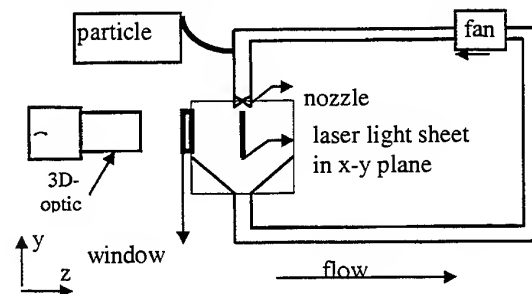 particle
fan
nozzle
laser light sheet
in x-y plane
3D-
optic
y
window
z
flow